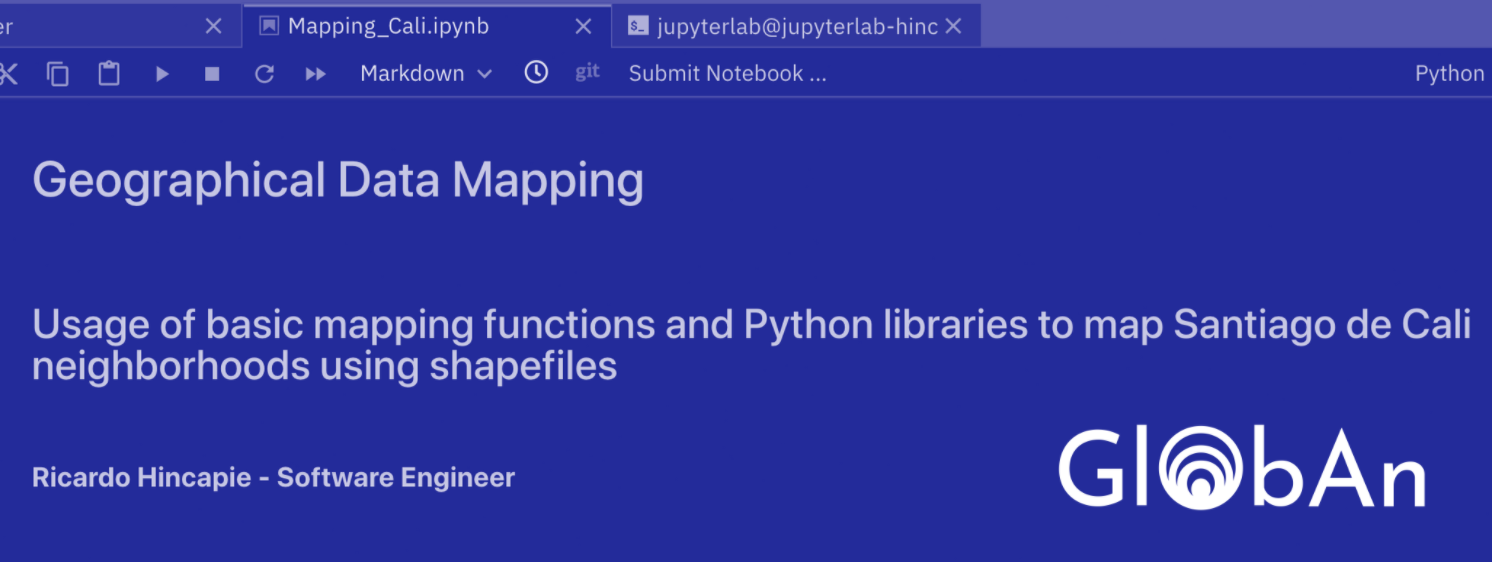 er
Mapping_Cali.ipynb
jupyterlab@jupyterlab-hinc
Markdown
git
Submit Notebook ...
Python
Geographical Data Mapping
Usage of basic mapping functions and Python libraries to map Santiago de Cali
neighborhoods using shapefiles
Ricardo Hincapie - Software Engineer
GlobAn